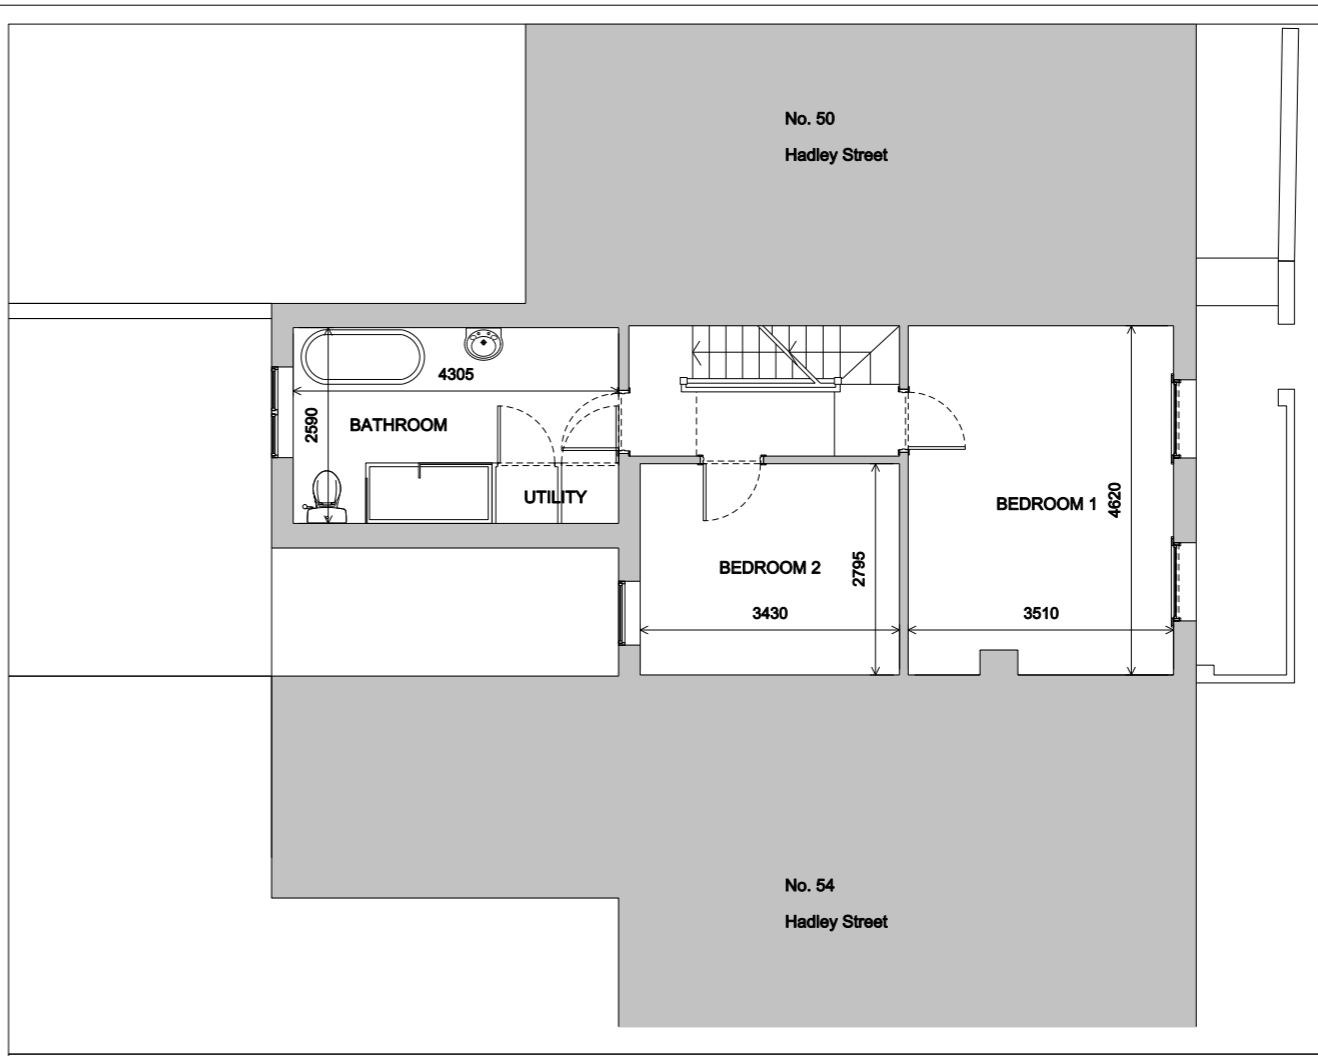 No. 50
Hadley Street
4305
2590
BATHROOM
UTILITY
BEDROOM 1
4620
BEDROOM 2
2795
3430
3510
No. 54
Hadley Street